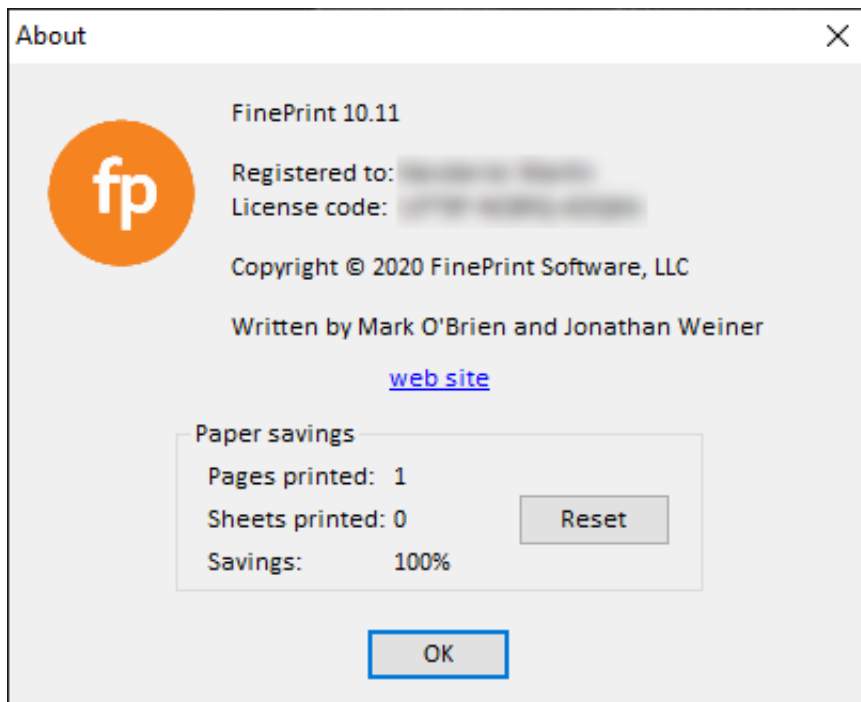 About
fp
FinePrint 10.11
Registered to:
License code:
Copyright © 2020 FinePrint Software, LLC
Written by Mark O'Brien and Jonathan Weiner
web site
Paper savings
Pages printed: 1
Sheets printed: 0
Reset
Savings: 100%
OK